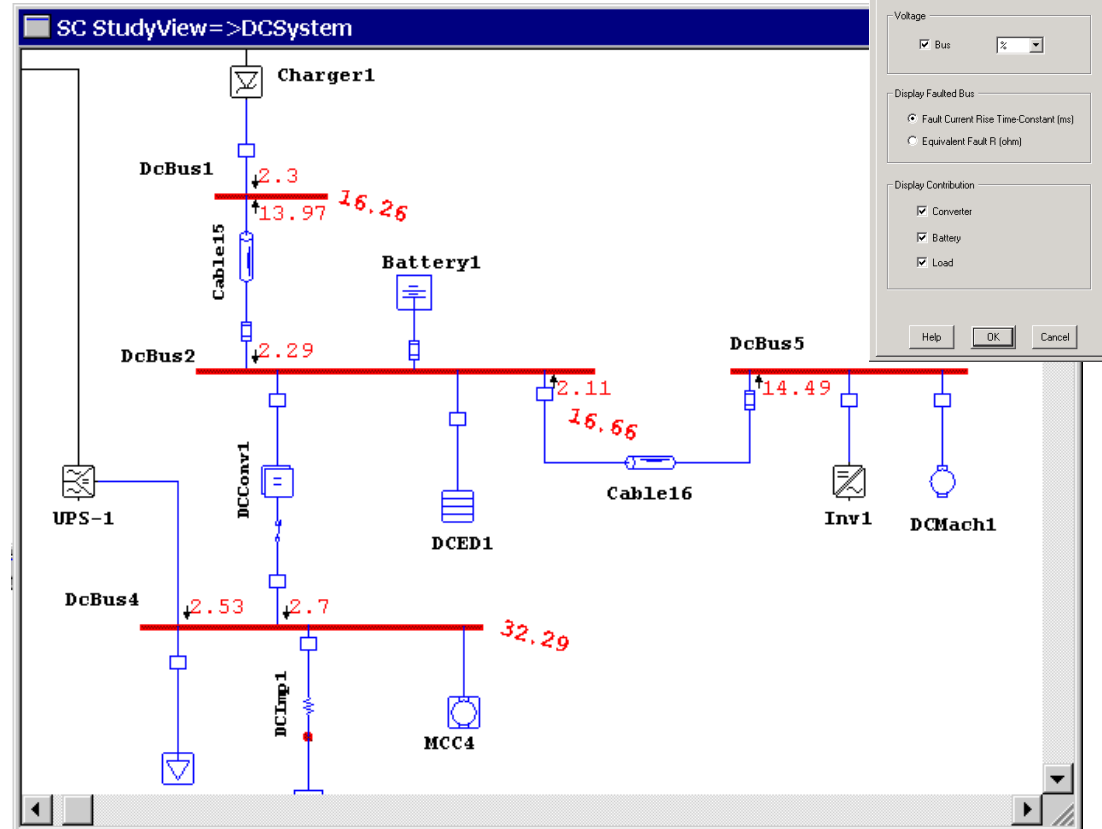 SC StudyView=>DCSystem
Voltage
Bus
%
Display Faulted Bus
Fault Current Rise Time-Constant (ms)
Equivalent Fault R (ohm)
Display Contribution
Converter
Battery
Load
Help OK Cancel
Charger1
DcBus1
2.3
13.97
16.26
Cable15
Battery1
DcBus2
2.29
DcBus5
2.11
14.49
16.66
DCConv1
Cable16
UPS-1
DCED1
Inv1
DCMach1
DcBus4
2.53
2.7
32.29
DCImp1
MCC4